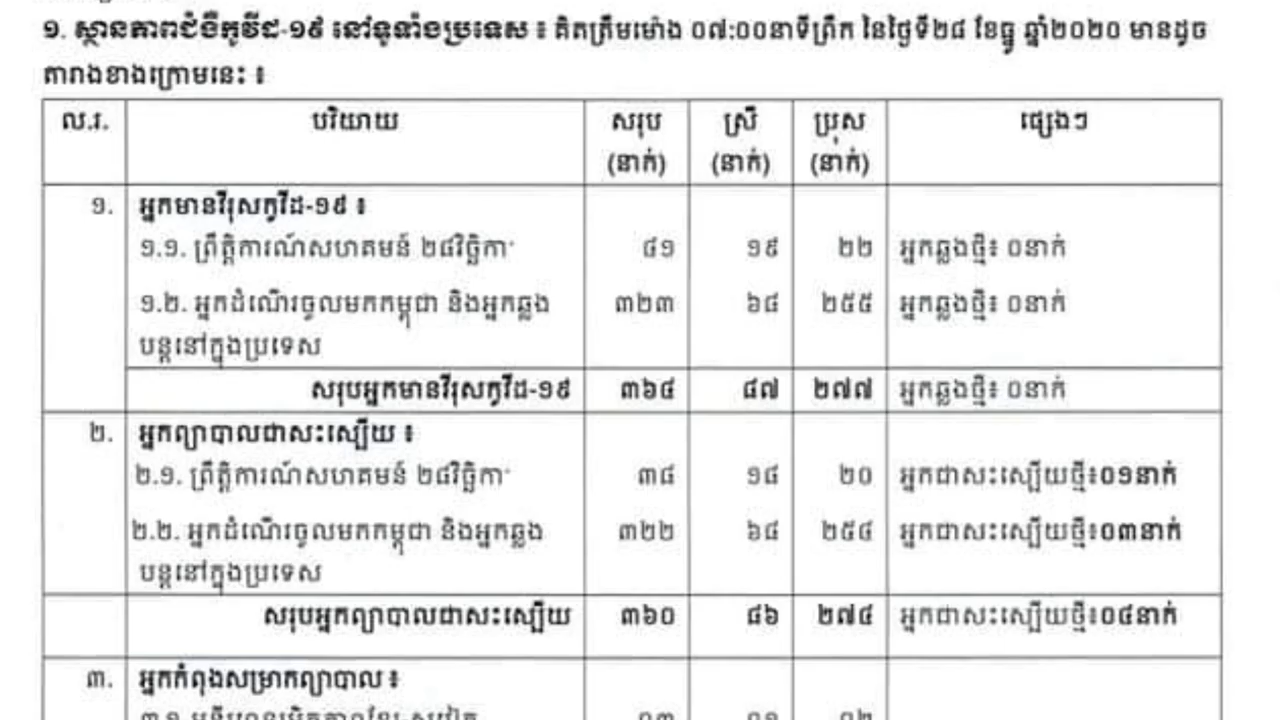 ១. ស្ថានភាពជំងឺកូវីដ-១៩ នៅទូទាំងប្រទេស ៖ គិតត្រឹមម៉ោង ០៧:០០នាទីព្រឹក នៃថ្ងៃទី២៨ ខែធ្នូ ឆ្នាំ២០២០ មានដូច
តារាងខាងក្រោមនេះ ៖
ល.រ. បរិយាយ សរុប ស្រី ប្រុស ផ្សេងៗ
(នាក់) (នាក់) (នាក់)
១. អ្នកមានវីរុសកូវីដ-១៩ ៖
១.១. ព្រឹត្តិការណ៍សហគមន៍ ២៨វិច្ឆិកា ៤១ ១៩ ២២ អ្នកឆ្លងថ្មី៖ ០នាក់
១.២. អ្នកដំណើរចូលមកកម្ពុជា និងអ្នកឆ្លង ៣២៣ ៦៨ ២៥៥ អ្នកឆ្លងថ្មី៖ ០នាក់
បន្តនៅក្នុងប្រទេស
សរុបអ្នកមានវីរុសកូវីដ-១៩ ៣៦៤ ៨៧ ២៧៧ អ្នកឆ្លងថ្មី៖ ០នាក់
២. អ្នកព្យាបាលជាសះស្បើយ ៖
២.១. ព្រឹត្តិការណ៍សហគមន៍ ២៨វិច្ឆិកា ៣៨ ១៨ ២០ អ្នកជាសះស្បើយថ្មី៖០១នាក់
២.២. អ្នកដំណើរចូលមកកម្ពុជា និងអ្នកឆ្លង ៣២២ ៦៨ ២៥៤ អ្នកជាសះស្បើយថ្មី៖០៣នាក់
បន្តនៅក្នុងប្រទេស
សរុបអ្នកព្យាបាលជាសះស្បើយ ៣៦០ ៨៦ ២៧៤ អ្នកជាសះស្បើយថ្មី៖០៤នាក់
៣. អ្នកកំពុងសម្រាកព្យាបាល ៖